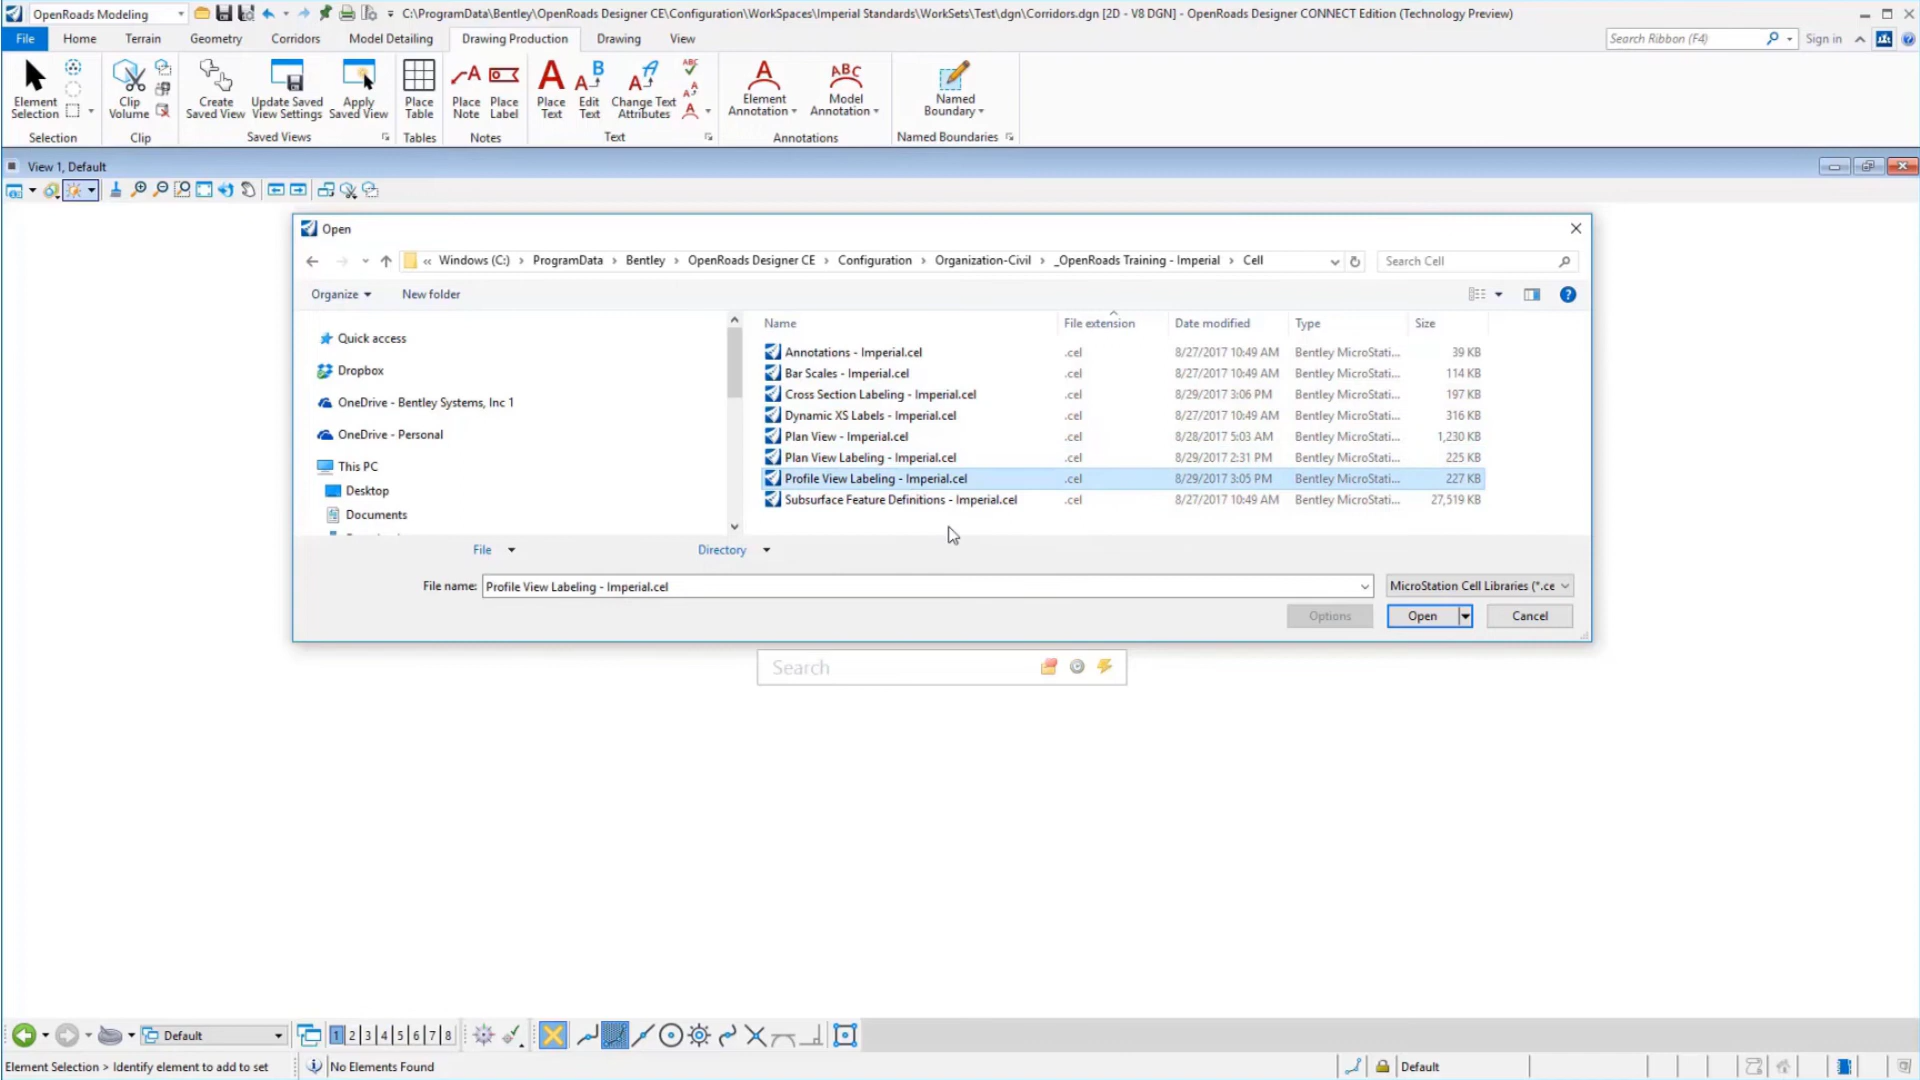 OpenRoads Modeling C:\ProgramData\Bentley\OpenRoads Designer CE\Configuration\WorkSpaces\Imperial Standards\WorkSets\Test\dgn\Corridors.dgn [2D - V8 DGN] - OpenRoads Designer CONNECT Edition (Technology Preview)
File Home Terrain Geometry Corridors Model Detailing Drawing Production Drawing View Search Ribbon (F4) Sign in
Element Selection
Clip Volume
Create Saved View
Update Saved View Settings
Apply Saved View
Place Table
Place Note
Place Label
Place Text
Edit Text
Change Text Attributes
Element Annotation
Model Annotation
Named Boundary
Selection Clip Saved Views Tables Notes Text Annotations Named Boundaries
View 1, Default
Open
« Windows (C:) › ProgramData › Bentley › OpenRoads Designer CE › Configuration › Organization-Civil › _OpenRoads Training - Imperial › Cell Search Cell
Organize New folder
Quick access
Dropbox
OneDrive - Bentley Systems, Inc 1
OneDrive - Personal
This PC
Desktop
Documents
Name File extension Date modified Type Size
Annotations - Imperial.cel .cel 8/27/2017 10:49 AM Bentley MicroStati... 39 KB
Bar Scales - Imperial.cel .cel 8/27/2017 10:49 AM Bentley MicroStati... 114 KB
Cross Section Labeling - Imperial.cel .cel 8/29/2017 3:06 PM Bentley MicroStati... 197 KB
Dynamic XS Labels - Imperial.cel .cel 8/27/2017 10:49 AM Bentley MicroStati... 316 KB
Plan View - Imperial.cel .cel 8/28/2017 5:03 AM Bentley MicroStati... 1,230 KB
Plan View Labeling - Imperial.cel .cel 8/29/2017 2:31 PM Bentley MicroStati... 225 KB
Profile View Labeling - Imperial.cel .cel 8/29/2017 3:05 PM Bentley MicroStati... 227 KB
Subsurface Feature Definitions - Imperial.cel .cel 8/27/2017 10:49 AM Bentley MicroStati... 27,519 KB
File Directory
File name: Profile View Labeling - Imperial.cel MicroStation Cell Libraries (*.ce
Options Open Cancel
Search
Default 1 2 3 4 5 6 7 8
Element Selection > Identify element to add to set No Elements Found Default